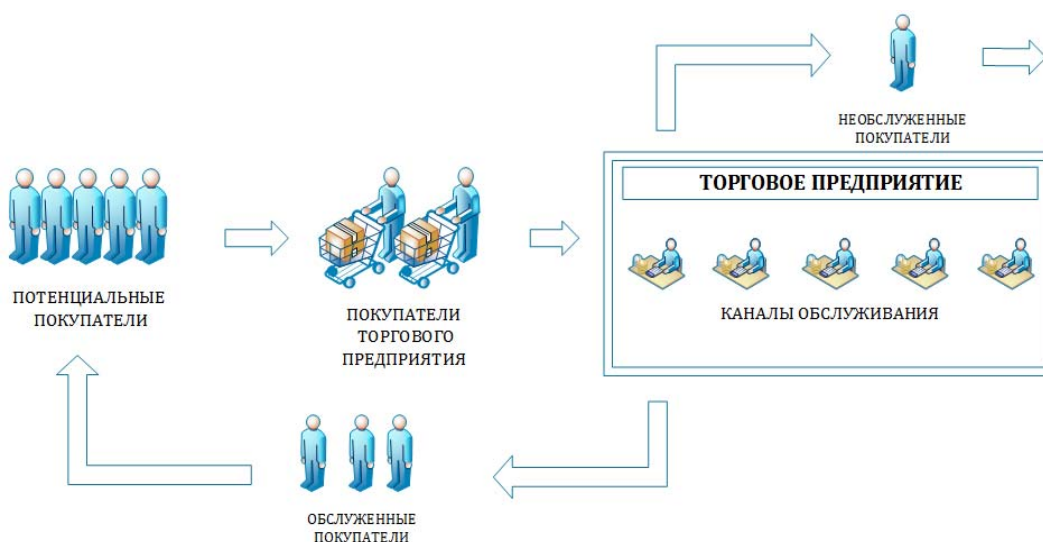 НЕОБСЛУЖЕННЫЕ
ПОКУПАТЕЛИ
ТОРГОВОЕ ПРЕДПРИЯТИЕ
КАНАЛЫ ОБСЛУЖИВАНИЯ
ПОТЕНЦИАЛЬНЫЕ
ПОКУПАТЕЛИ
ПОКУПАТЕЛИ
ТОРГОВОГО
ПРЕДПРИЯТИЯ
ОБСЛУЖЕННЫЕ
ПОКУПАТЕЛИ